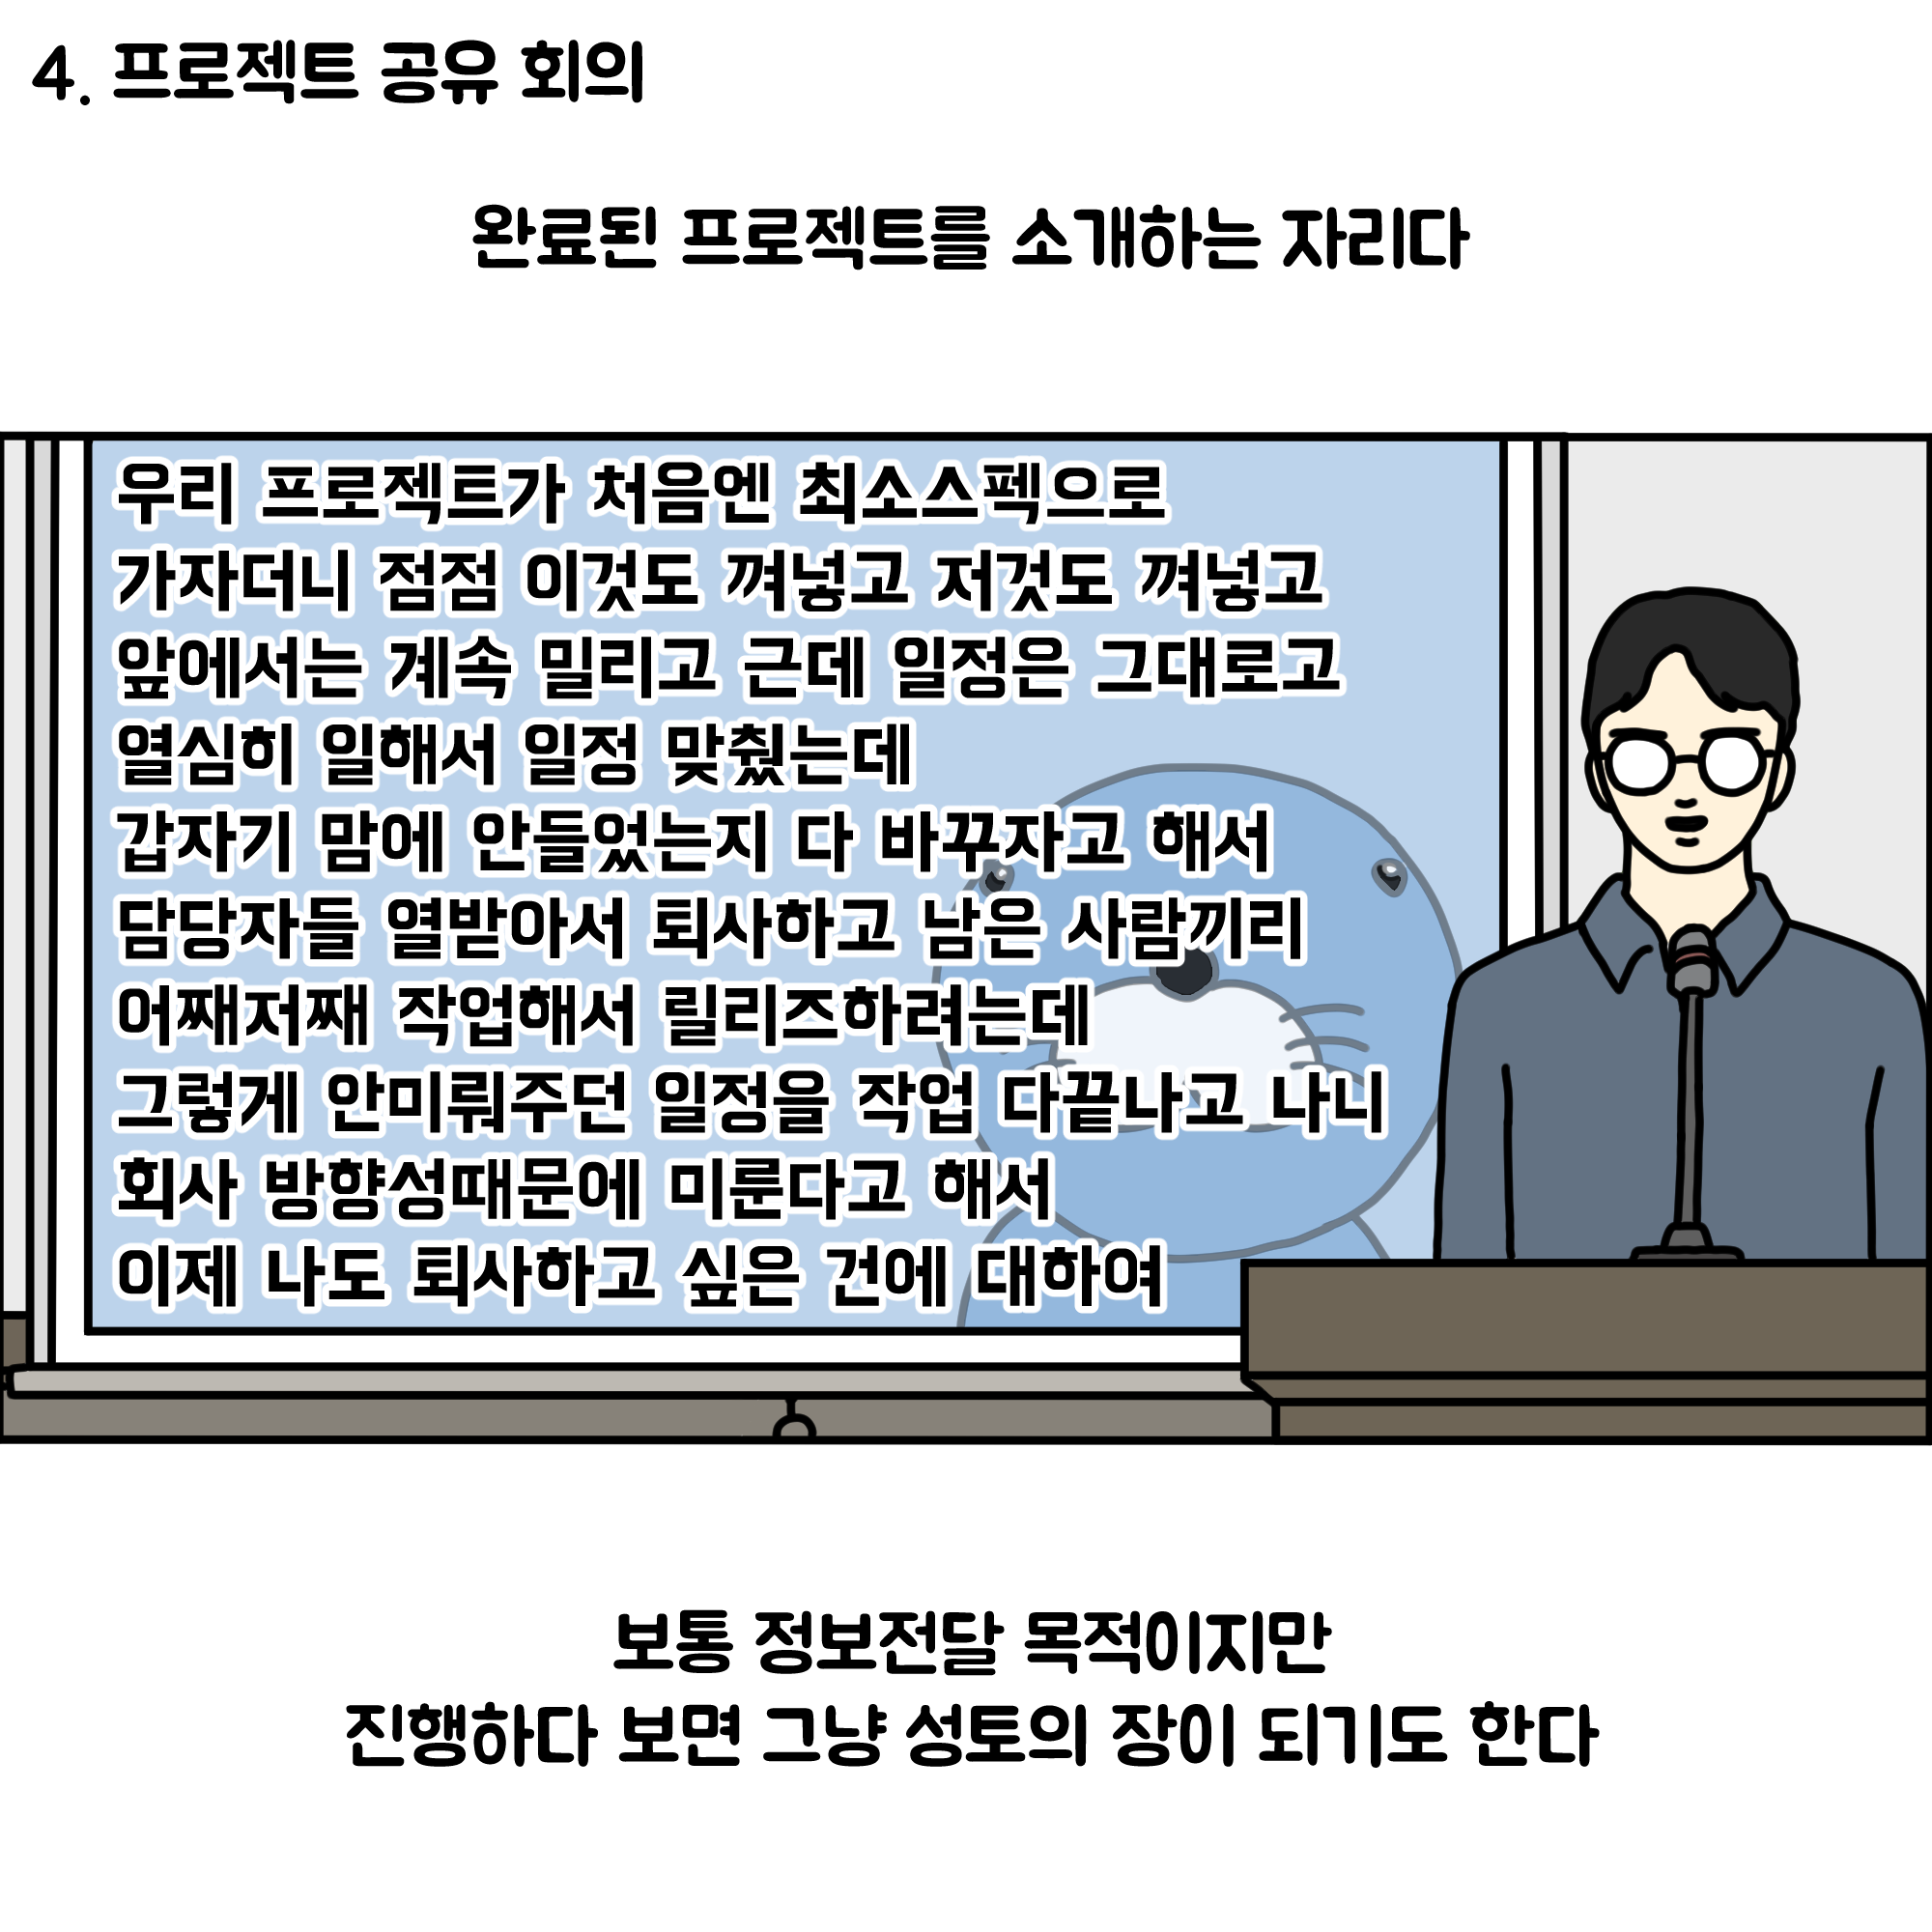 4. 프로젝트 공유 회의
완료된 프로젝트를 소개하는 자리다
우리 프로젝트가 처음엔 최소스펙으로
가자더니 점점 이것도 껴넣고 저것도 껴넣고
앞에서는 계속 밀리고 근데 일정은 그대로고
열심히 일해서 일정 맞췄는데
갑자기 맘에 안들었는지 다 바꾸자고 해서
담당자들 열받아서 퇴사하고 남은 사람끼리
어째저째 작업해서 릴리즈하려는데
그렇게 안미뤄주던 일정을 작업 다끝나고 나니
회사 방향성때문에 미룬다고 해서
이제 나도 퇴사하고 싶은 건에 대하여
보통 정보전달 목적이지만
진행하다 보면 그냥 성토의 장이 되기도 한다